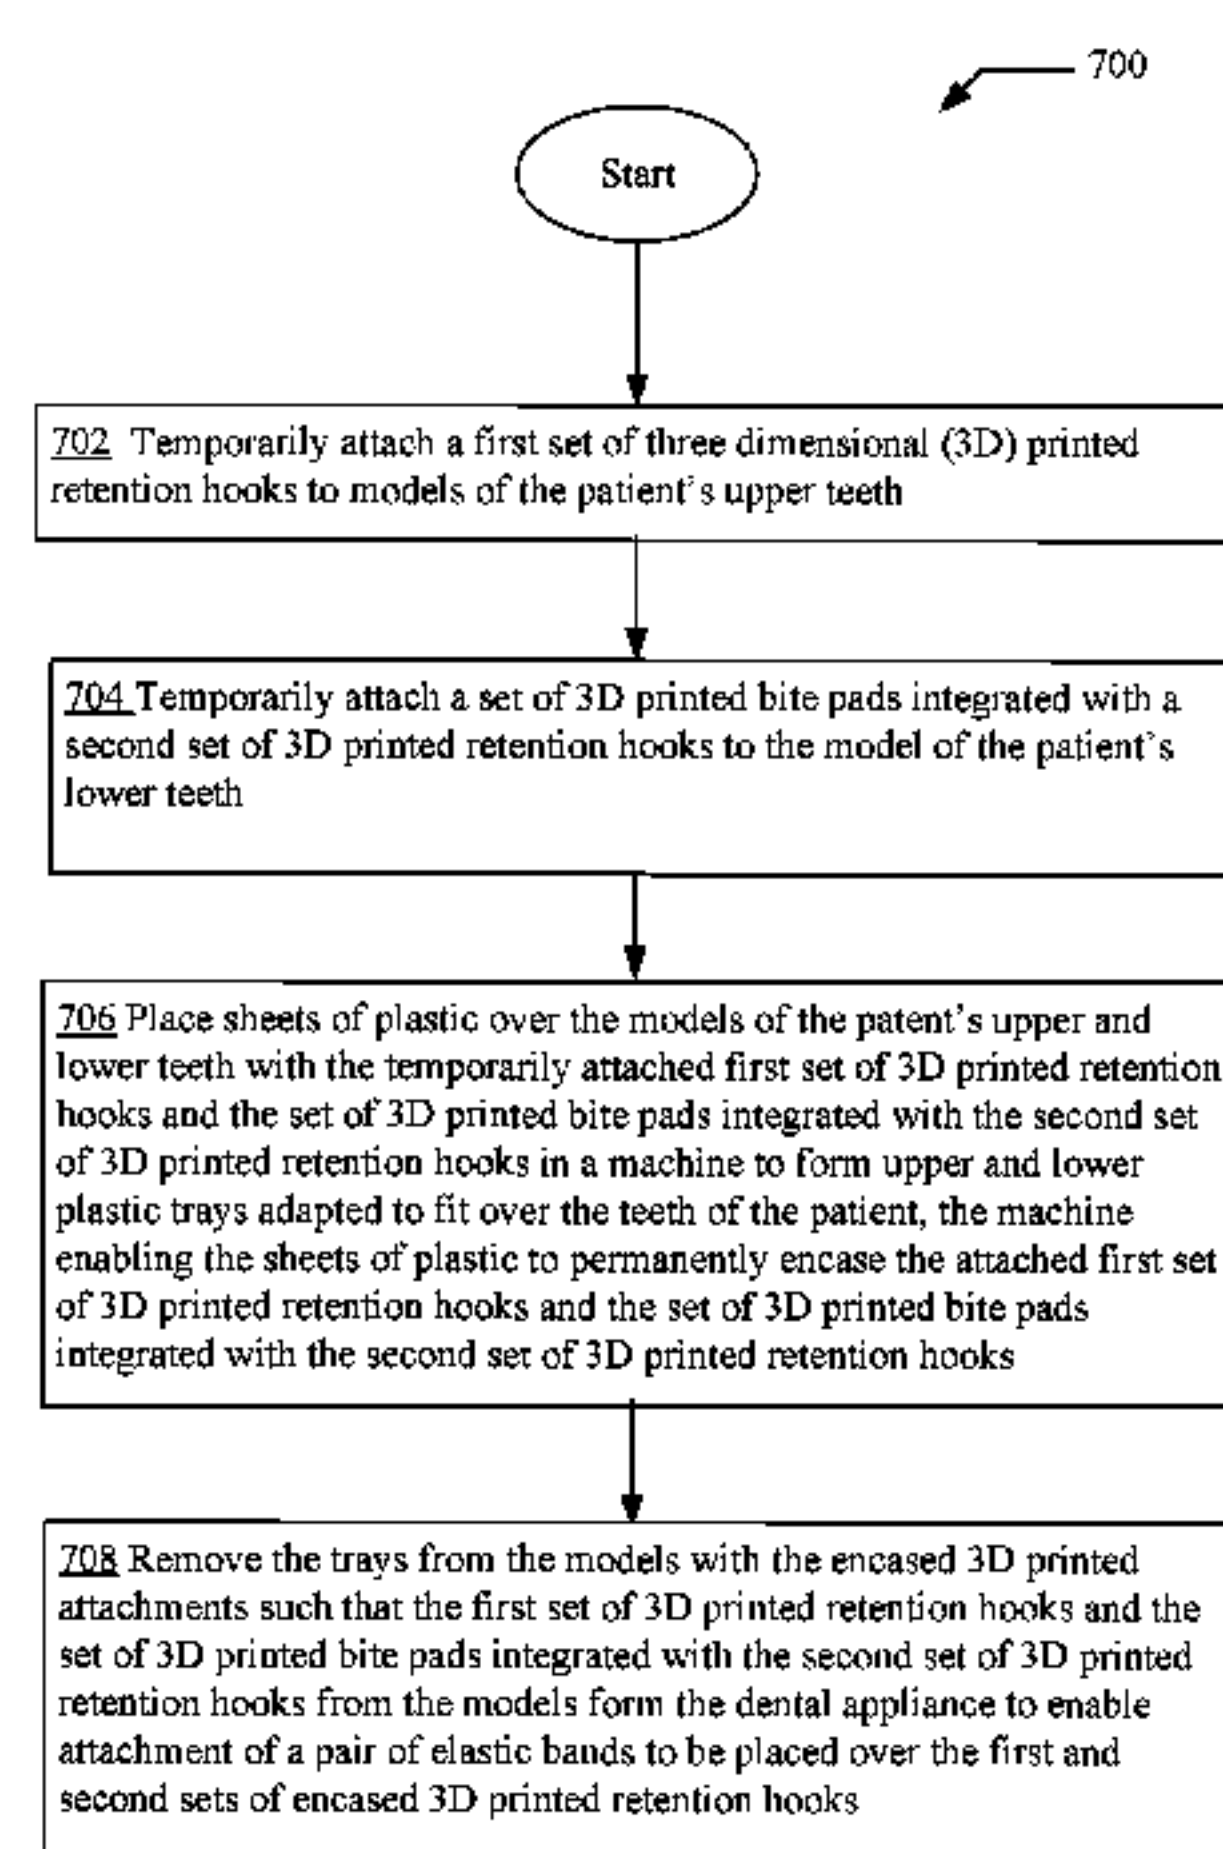 700
Start
702 Temporarily attach a first set of three dimensional (3D) printed
retention hooks to models of the patient's upper teeth
704 Temporarily attach a set of 3D printed bite pads integrated with a
second set of 3D printed retention hooks to the model of the patient's
lower teeth
706 Place sheets of plastic over the models of the patent's upper and
lower teeth with the temporarily attached first set of 3D printed retention
hooks and the set of 3D printed bite pads integrated with the second set
of 3D printed retention hooks in a machine to form upper and lower
plastic trays adapted to fit over the teeth of the patient, the machine
enabling the sheets of plastic to permanently encase the attached first set
of 3D printed retention hooks and the set of 3D printed bite pads
integrated with the second set of 3D printed retention hooks
708 Remove the trays from the models with the encased 3D printed
attachments such that the first set of 3D printed retention hooks and the
set of 3D printed bite pads integrated with the second set of 3D printed
retention hooks from the models form the dental appliance to enable
attachment of a pair of elastic bands to be placed over the first and
second sets of encased 3D printed retention hooks